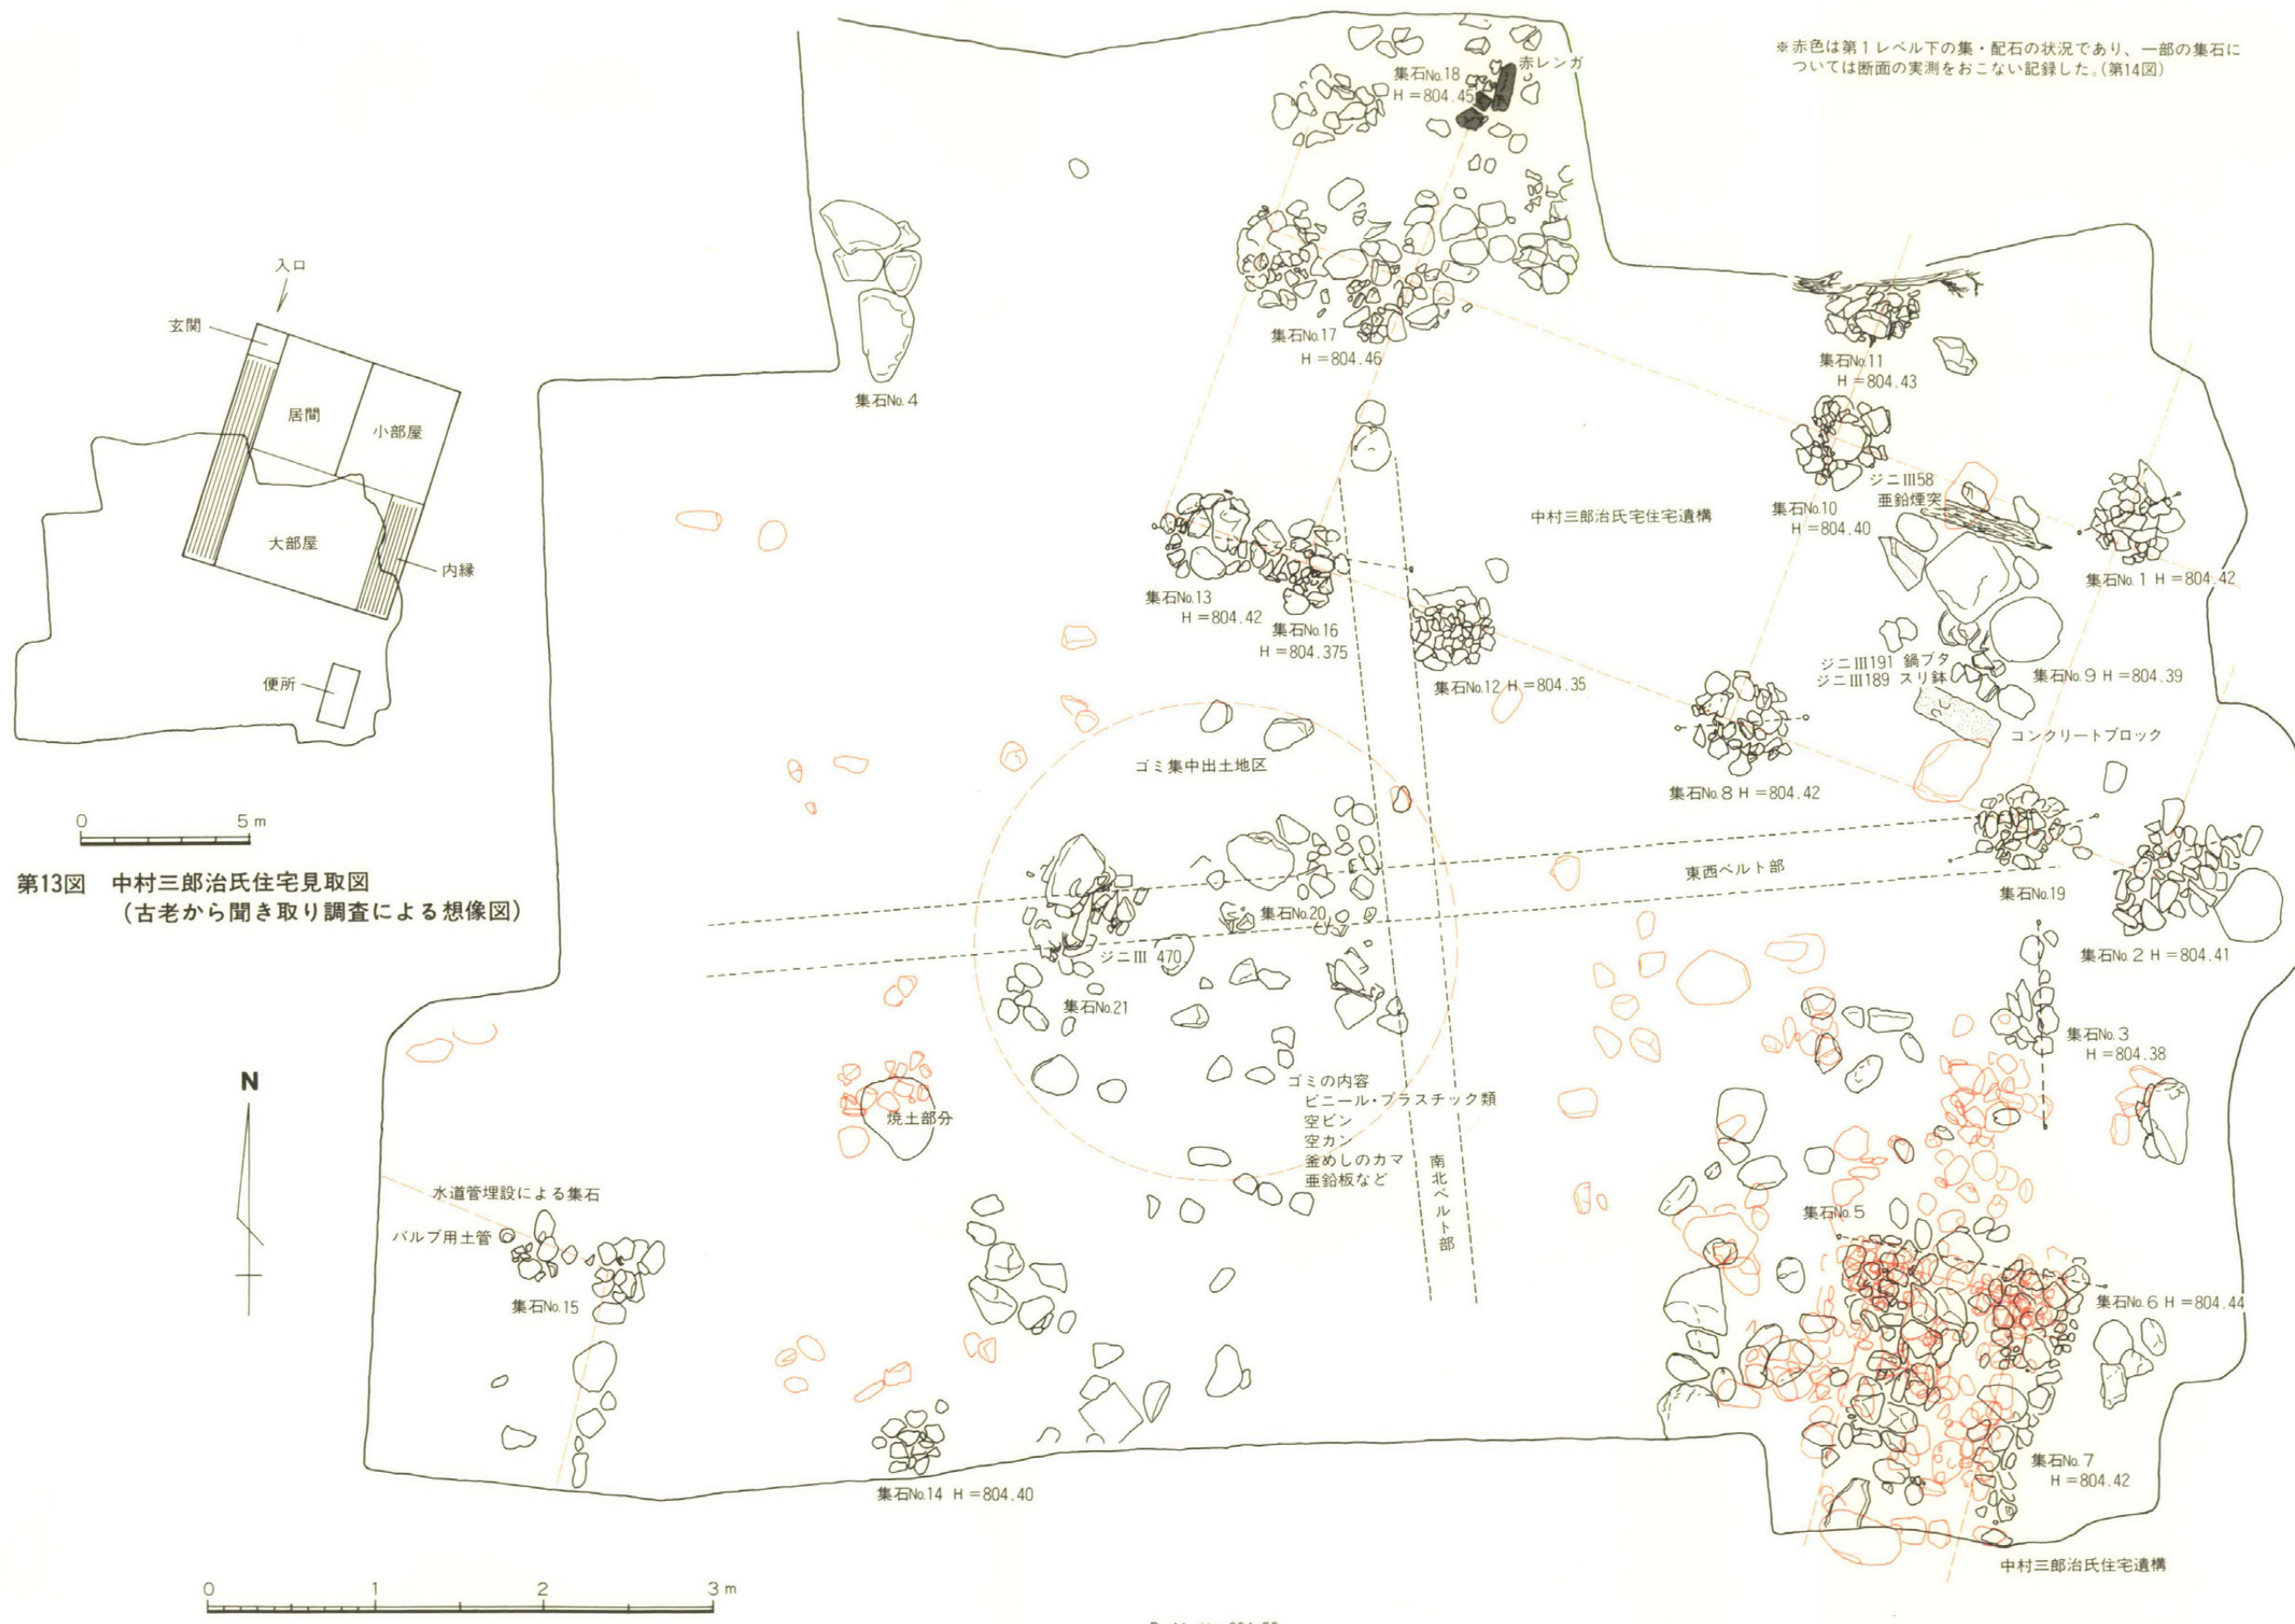 ※赤色は第1レベル下の集・配石の状況であり、一部の集石に
ついては断面の実測をおこない記録した。(第14図)
集石No.18
H=804.45
赤レンガ
集石No.4
集石No.17
H=804.46
集石No.11
H=804.43
集石No.10
H=804.40
ジニIII58
亜鉛煙突
集石No.1 H=804.42
中村三郎治氏宅住宅遺構
集石No.13
H=804.42
集石No.16
H=804.375
集石No.12 H=804.35
ジニIII191 鍋ブタ
ジニIII189 スリ鉢
集石No.9 H=804.39
コンクリートブロック
集石No.8 H=804.42
ゴミ集中出土地区
東西ベルト部
集石No.19
集石No.20
集石No.2 H=804.41
ジニIII 470
集石No.21
集石No.3
H=804.38
ゴミの内容
ビニール・プラスチック類
空ビン
空カン
釜めしのカマ
亜鉛板など
南北ベルト部
焼土部分
水道管埋設による集石
バルブ用土管
集石No.15
集石No.5
集石No.6 H=804.44
集石No.7
H=804.42
集石No.14 H=804.40
中村三郎治氏住宅遺構
入口
玄関
居間
小部屋
大部屋
内縁
便所
0 5 m
第13図 中村三郎治氏住宅見取図
(古老から聞き取り調査による想像図)
N
0 1 2 3 m